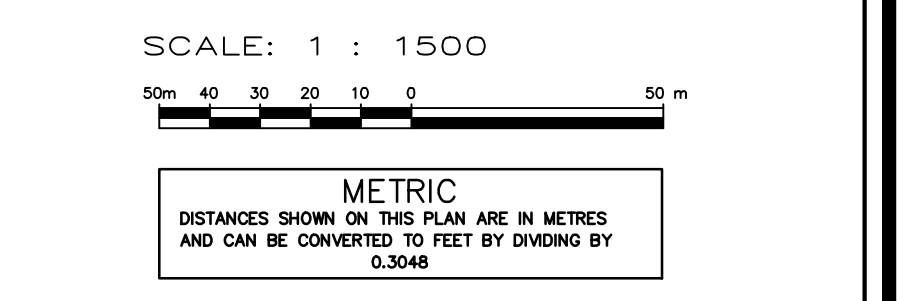 SCALE: 1 : 1500
50m 40 30 20 10 0 50 m
METRIC
DISTANCES SHOWN ON THIS PLAN ARE IN METRES
AND CAN BE CONVERTED TO FEET BY DIVIDING BY
0.3048